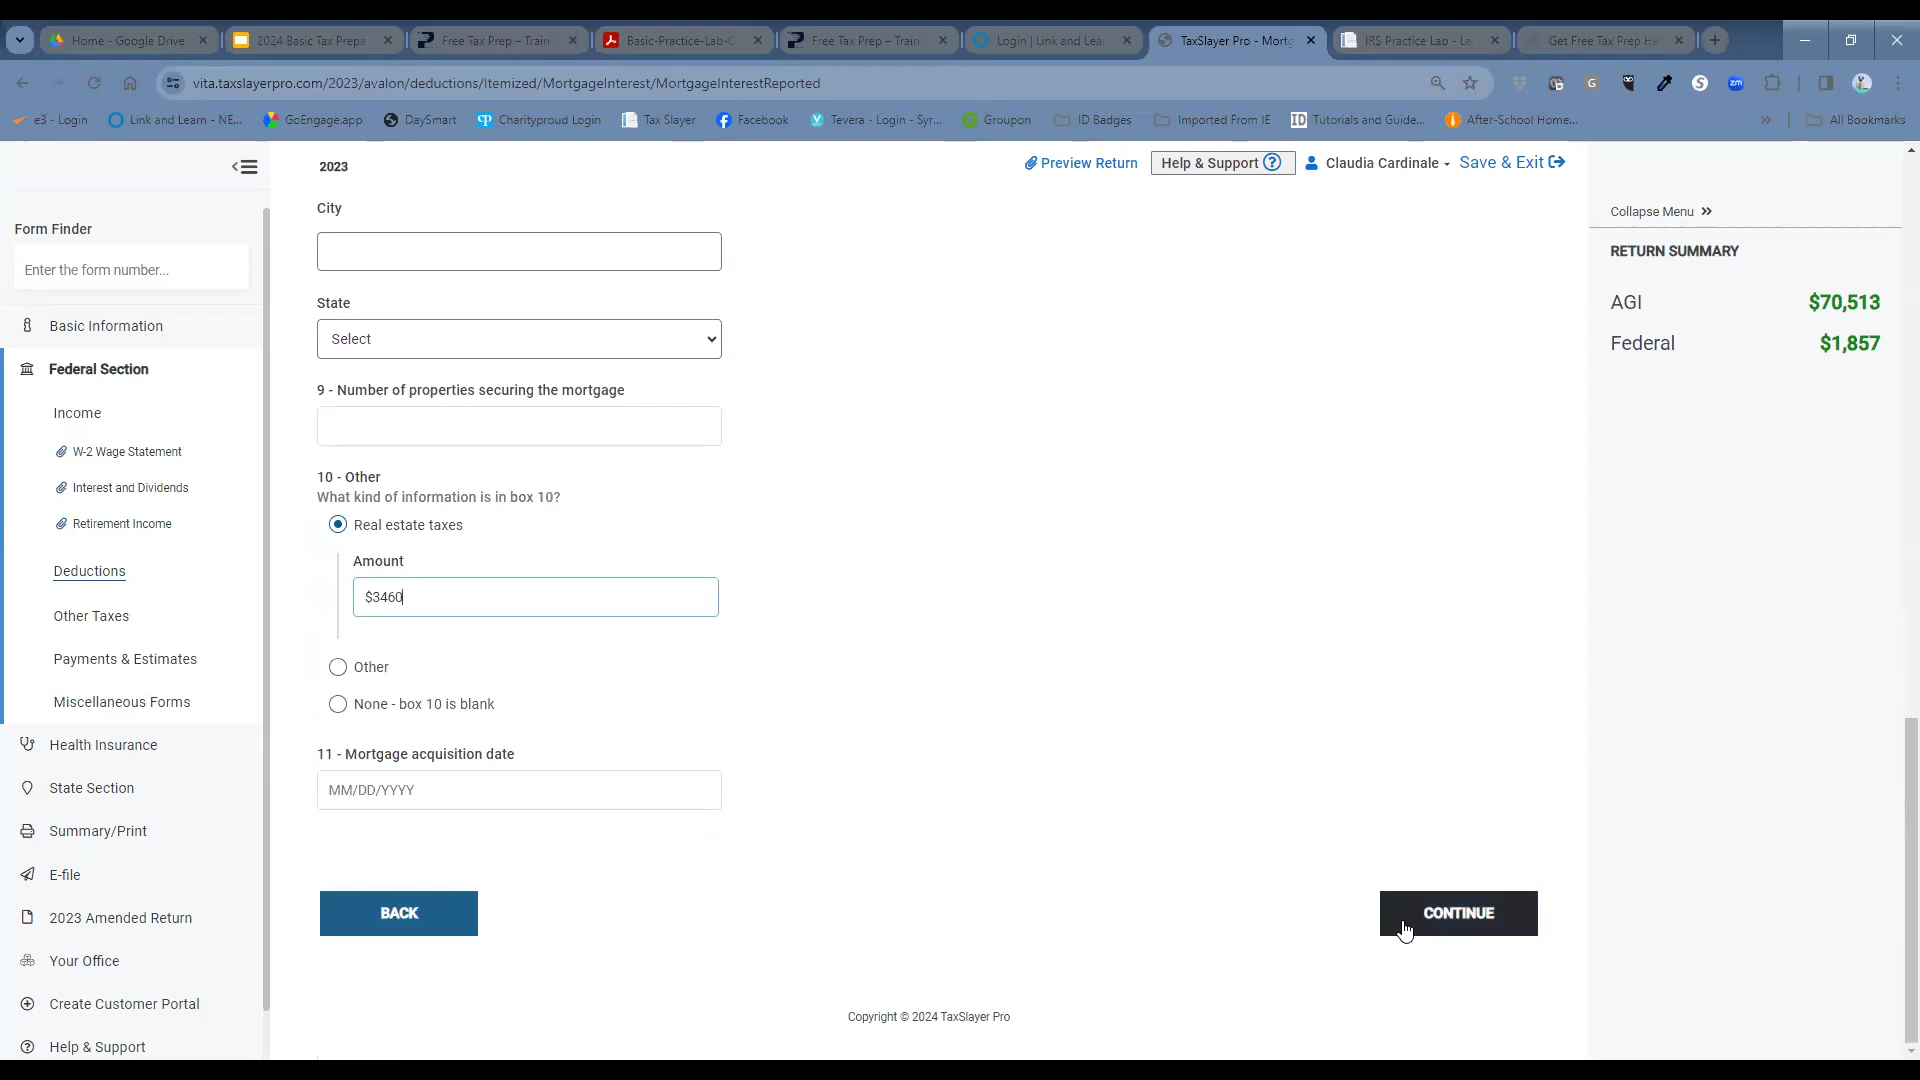 Home - Google Drive
2024 Basic Tax Prepa
Free Tax Prep – Train
Basic-Practice-Lab-C
Free Tax Prep – Train
Login | Link and Lea
TaxSlayer Pro - Mortg
IRS Practice Lab - Le
Get Free Tax Prep He
vita.taxslayerpro.com/2023/avalon/deductions/Itemized/MortgageInterest/MortgageInterestReported
e3 - Login
Link and Learn - NE...
GoEngage.app
DaySmart
Charityproud Login
Tax Slayer
Facebook
Tevera - Login - Syr...
Groupon
ID Badges
Imported From IE
Tutorials and Guide...
After-School Home...
»
All Bookmarks
2023
Preview Return
Help & Support
Claudia Cardinale
Save & Exit
Form Finder
Enter the form number...
Basic Information
Federal Section
Income
W-2 Wage Statement
Interest and Dividends
Retirement Income
Deductions
Other Taxes
Payments & Estimates
Miscellaneous Forms
Health Insurance
State Section
Summary/Print
E-file
2023 Amended Return
Your Office
Create Customer Portal
Help & Support
City
State
Select
9 - Number of properties securing the mortgage
10 - Other
What kind of information is in box 10?
Real estate taxes
Amount
$3460
Other
None - box 10 is blank
11 - Mortgage acquisition date
MM/DD/YYYY
BACK
CONTINUE
Copyright © 2024 TaxSlayer Pro
Collapse Menu »
RETURN SUMMARY
AGI $70,513
Federal $1,857